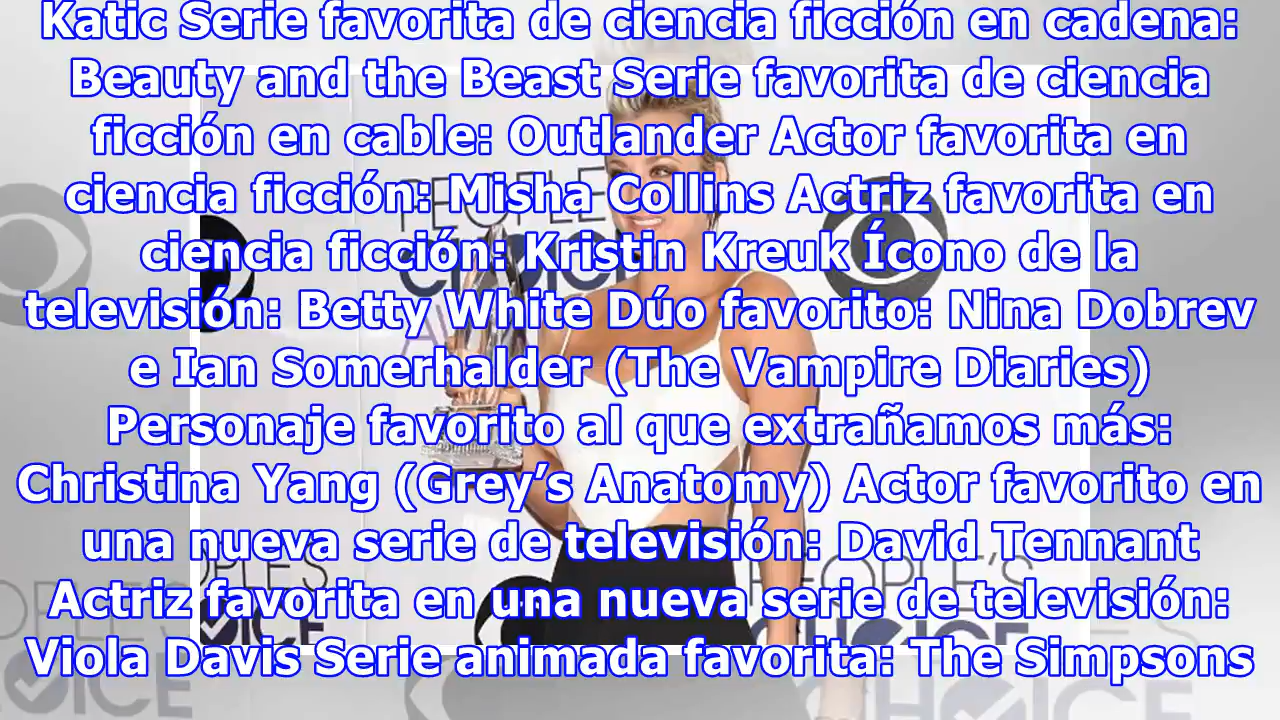 Katic Serie favorita de ciencia ficción en cadena:
Beauty and the Beast Serie favorita de ciencia
ficción en cable: Outlander Actor favorita en
ciencia ficción: Misha Collins Actriz favorita en
ciencia ficción: Kristin Kreuk Ícono de la
televisión: Betty White Dúo favorito: Nina Dobrev
e Ian Somerhalder (The Vampire Diaries)
Personaje favorito al que extrañamos más:
Christina Yang (Grey’s Anatomy) Actor favorito en
una nueva serie de televisión: David Tennant
Actriz favorita en una nueva serie de televisión:
Viola Davis Serie animada favorita: The Simpsons